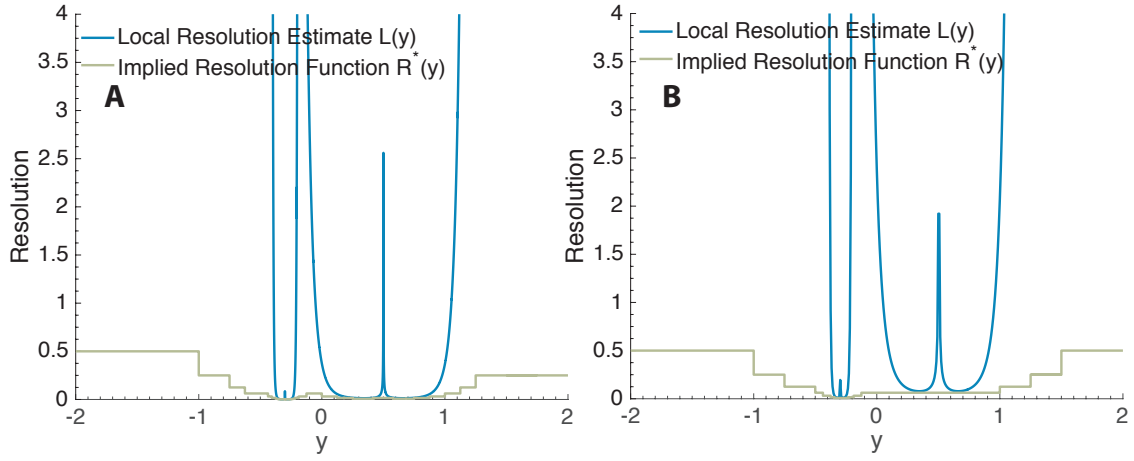 4
Local Resolution Estimate L(y)
3.5
Implied Resolution Function R*(y)
A
3
2.5
2
1.5
1
0.5
0
Resolution
-2 -1 0 1 2
y
4
Local Resolution Estimate L(y)
3.5
Implied Resolution Function R*(y)
B
3
2.5
2
1.5
1
0.5
0
Resolution
-2 -1 0 1 2
y